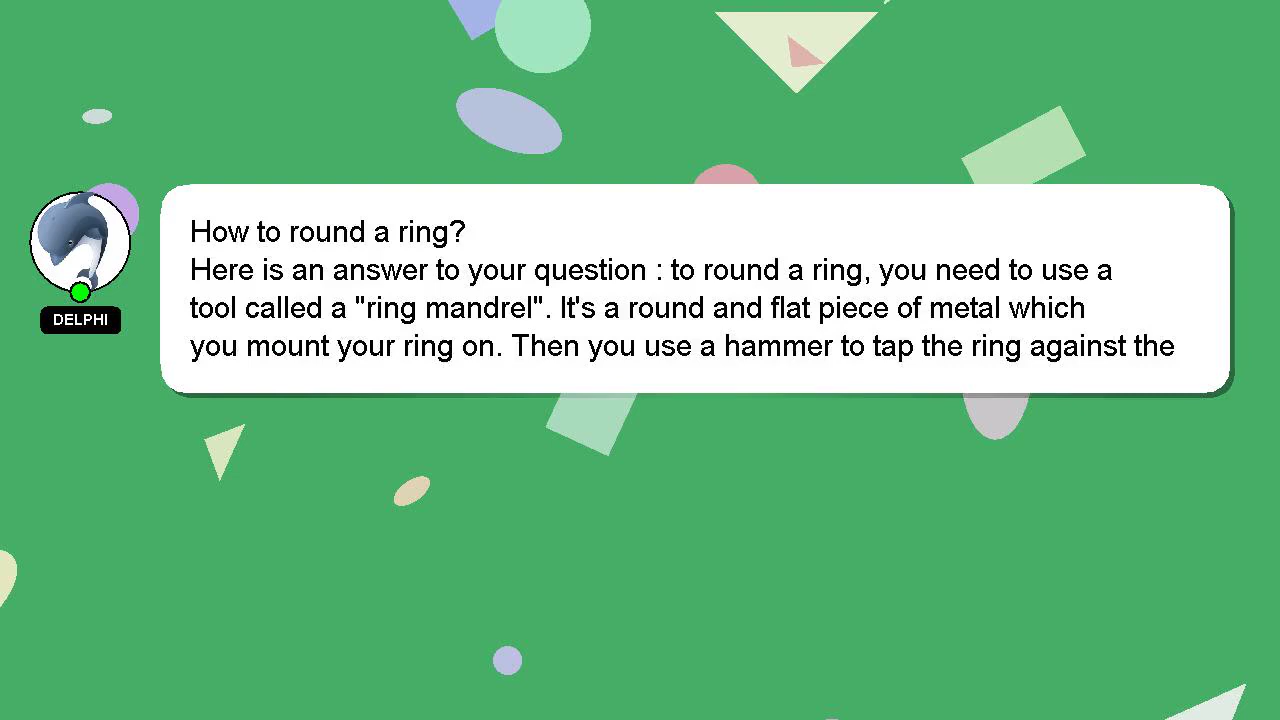 How to round a ring?
Here is an answer to your question : to round a ring, you need to use a
tool called a "ring mandrel". It's a round and flat piece of metal which
you mount your ring on. Then you use a hammer to tap the ring against the
DELPHI